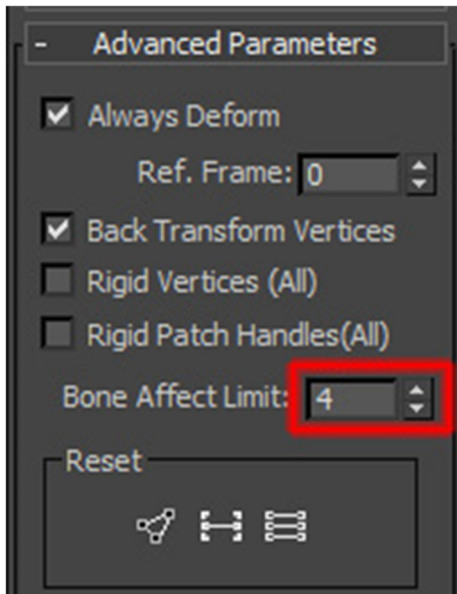 - Advanced Parameters
Always Deform
Ref. Frame: 0
Back Transform Vertices
Rigid Vertices (All)
Rigid Patch Handles(All)
Bone Affect Limit: 4
Reset